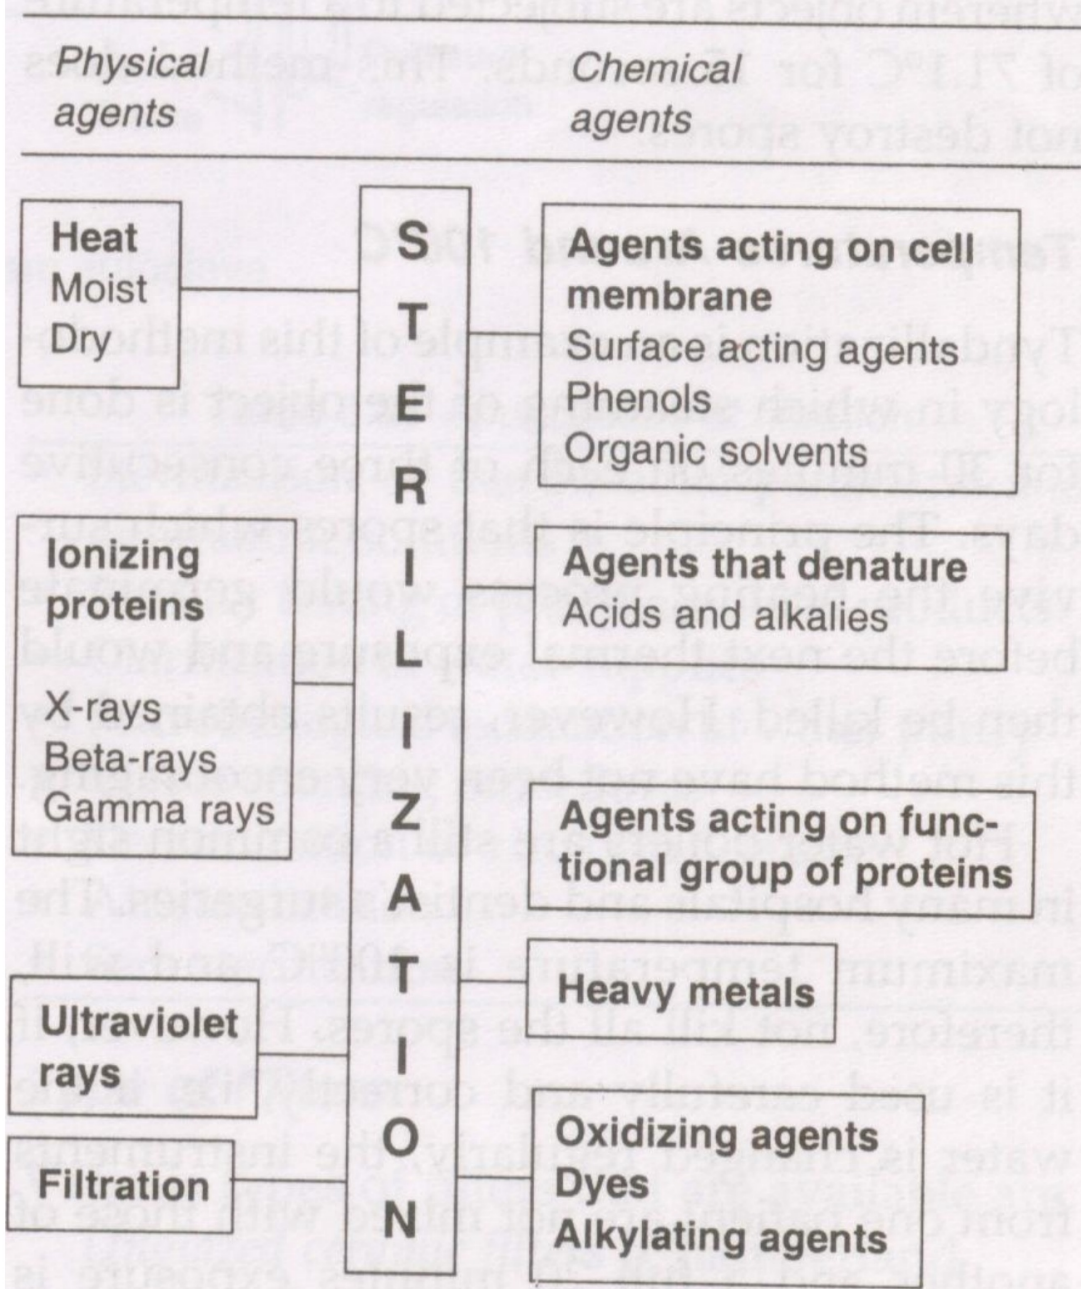 Physical
agents
Chemical
agents
Heat
Moist
Dry
Ionizing
proteins
X-rays
Beta-rays
Gamma rays
Ultraviolet
rays
Filtration
STERILIZATION
Agents acting on cell
membrane
Surface acting agents
Phenols
Organic solvents
Agents that denature
Acids and alkalies
Agents acting on func-
tional group of proteins
Heavy metals
Oxidizing agents
Dyes
Alkylating agents